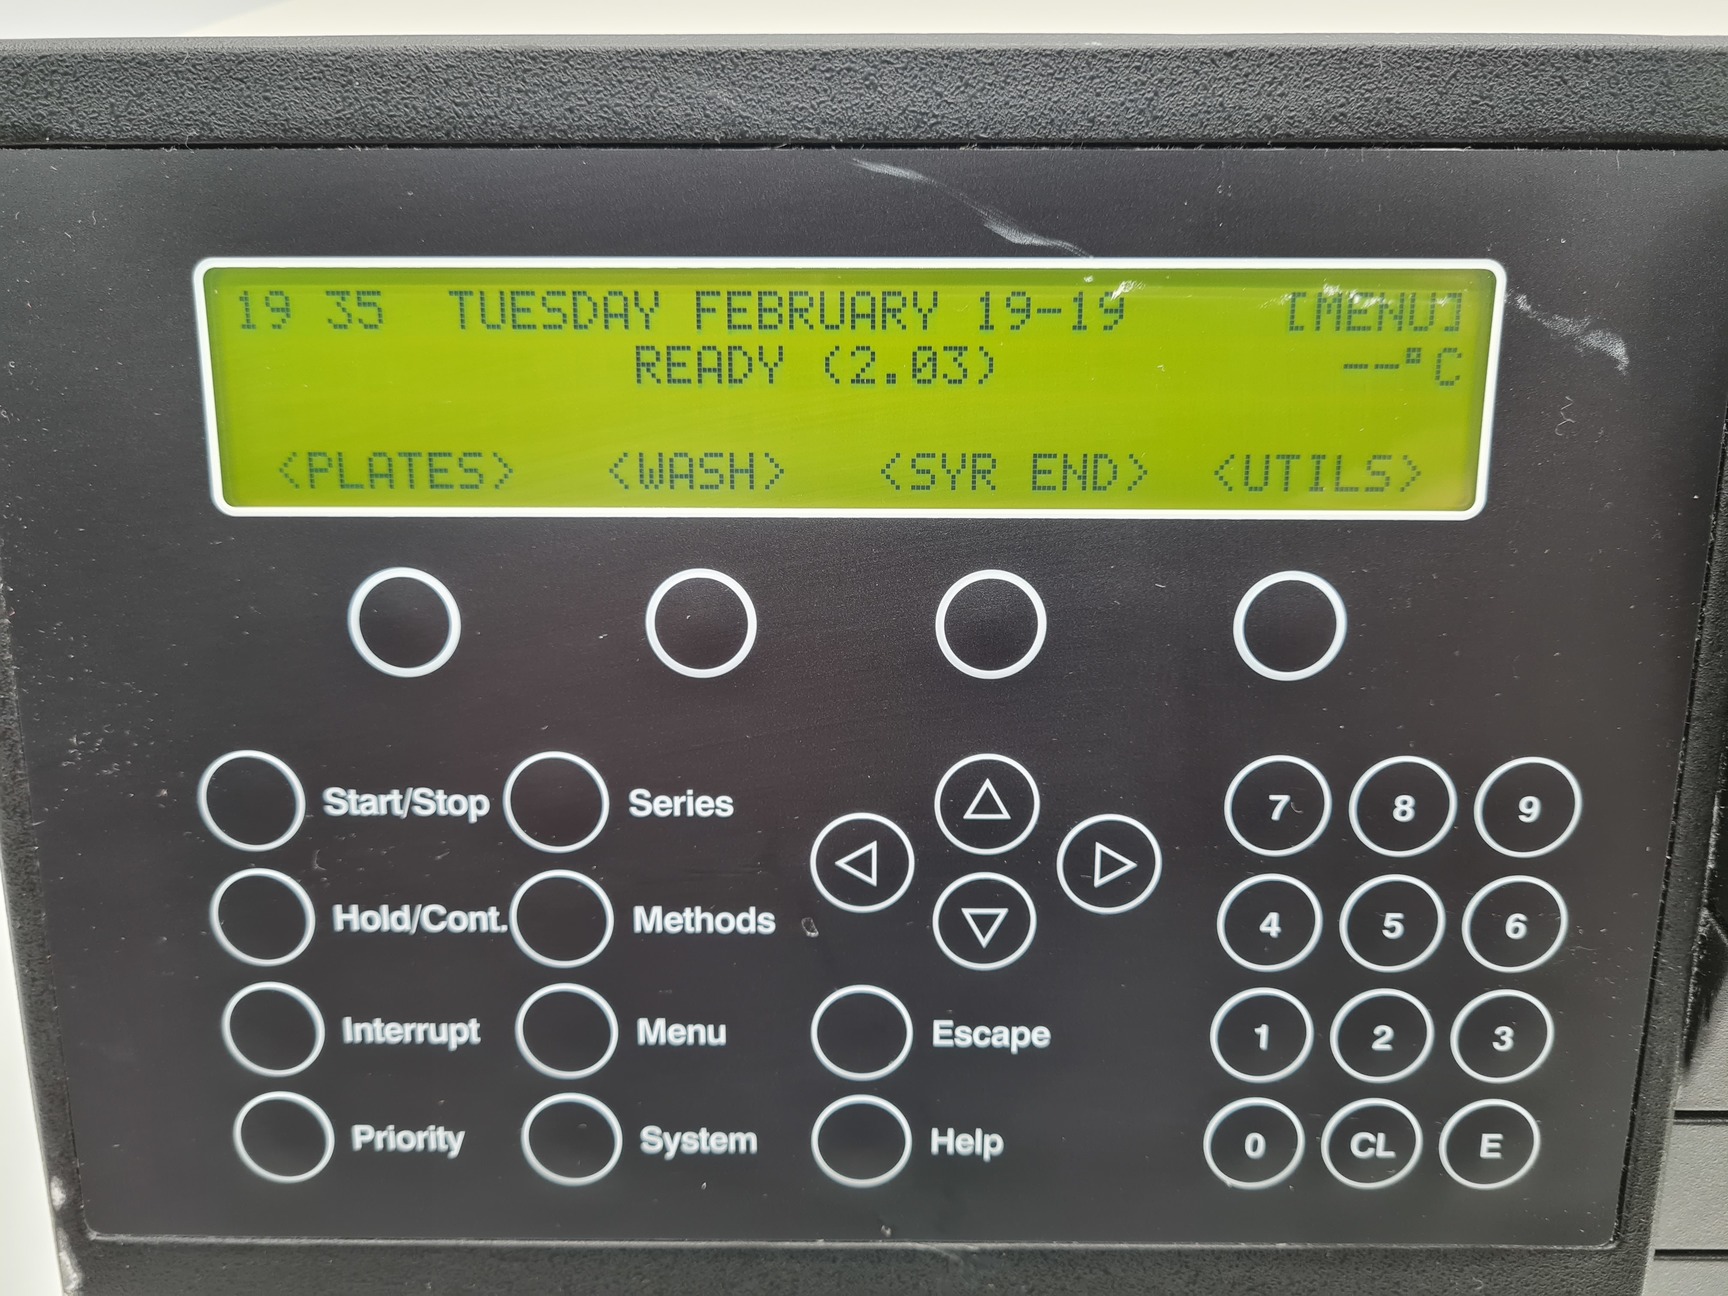 19 35 TUESDAY FEBRUARY 19-19 [MENU]
READY (2.03) --°C
<PLATES> <WASH> <SYR END> <UTILS>
Start/Stop Series 7 8 9
Hold/Cont. Methods 4 5 6
Interrupt Menu Escape 1 2 3
Priority System Help 0 CL E